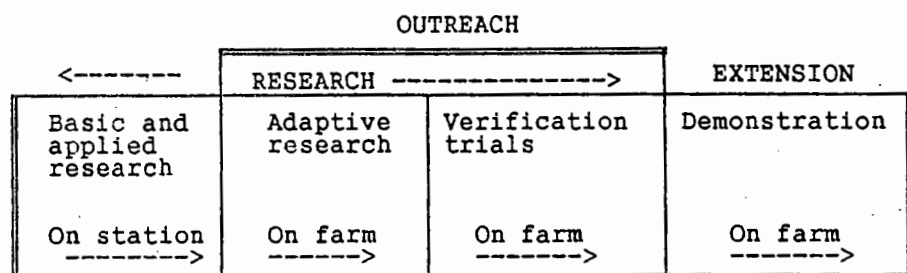 OUTREACH
<------- RESEARCH --------------> EXTENSION
Basic and Adaptive Verification Demonstration
applied research trials
research
On station On farm On farm On farm
--------> ------> -------> ------->